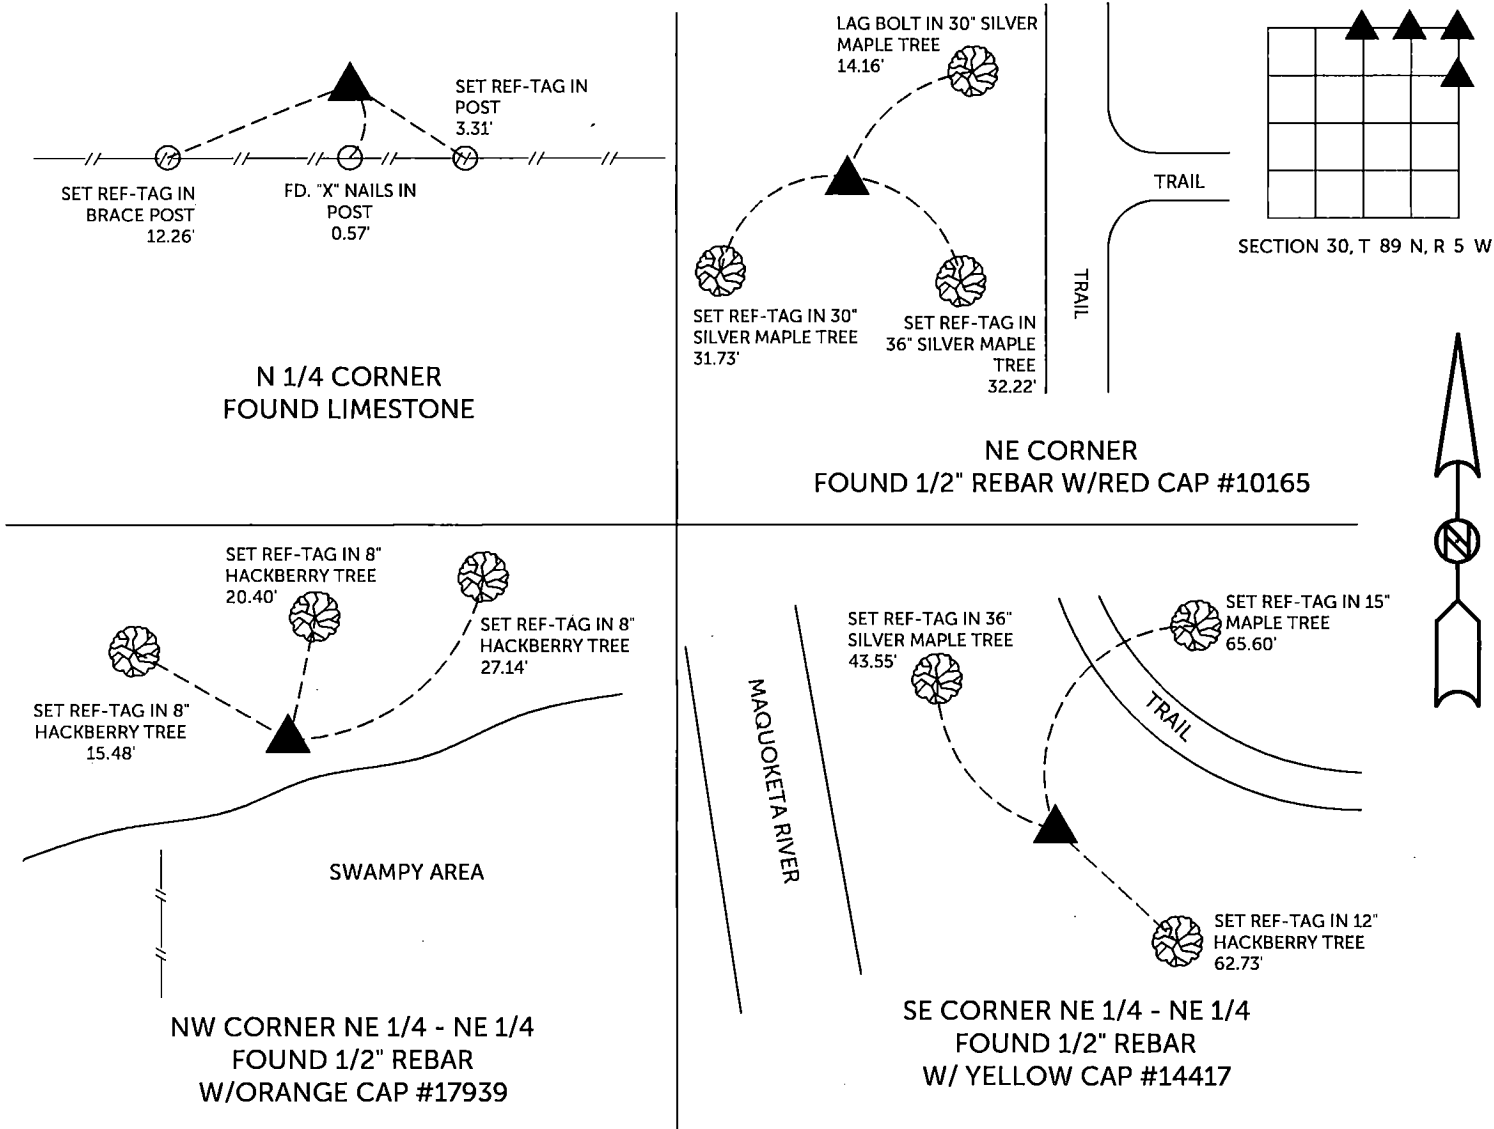 SET REF-TAG IN
POST
3.31'
SET REF-TAG IN
BRACE POST
12.26'
FD. "X" NAILS IN
POST
0.57'
N 1/4 CORNER
FOUND LIMESTONE
LAG BOLT IN 30" SILVER
MAPLE TREE
14.16'
SET REF-TAG IN 30"
SILVER MAPLE TREE
31.73'
SET REF-TAG IN
36" SILVER MAPLE
TREE
32.22'
TRAIL
TRAIL
NE CORNER
FOUND 1/2" REBAR W/RED CAP #10165
SECTION 30, T 89 N, R 5 W
N
SET REF-TAG IN 8"
HACKBERRY TREE
20.40'
SET REF-TAG IN 8"
HACKBERRY TREE
27.14'
SET REF-TAG IN 8"
HACKBERRY TREE
15.48'
SWAMPY AREA
NW CORNER NE 1/4 - NE 1/4
FOUND 1/2" REBAR
W/ORANGE CAP #17939
SET REF-TAG IN 36"
SILVER MAPLE TREE
43.55'
SET REF-TAG IN 15"
MAPLE TREE
65.60'
TRAIL
MAQUOKETA RIVER
SET REF-TAG IN 12"
HACKBERRY TREE
62.73'
SE CORNER NE 1/4 - NE 1/4
FOUND 1/2" REBAR
W/ YELLOW CAP #14417